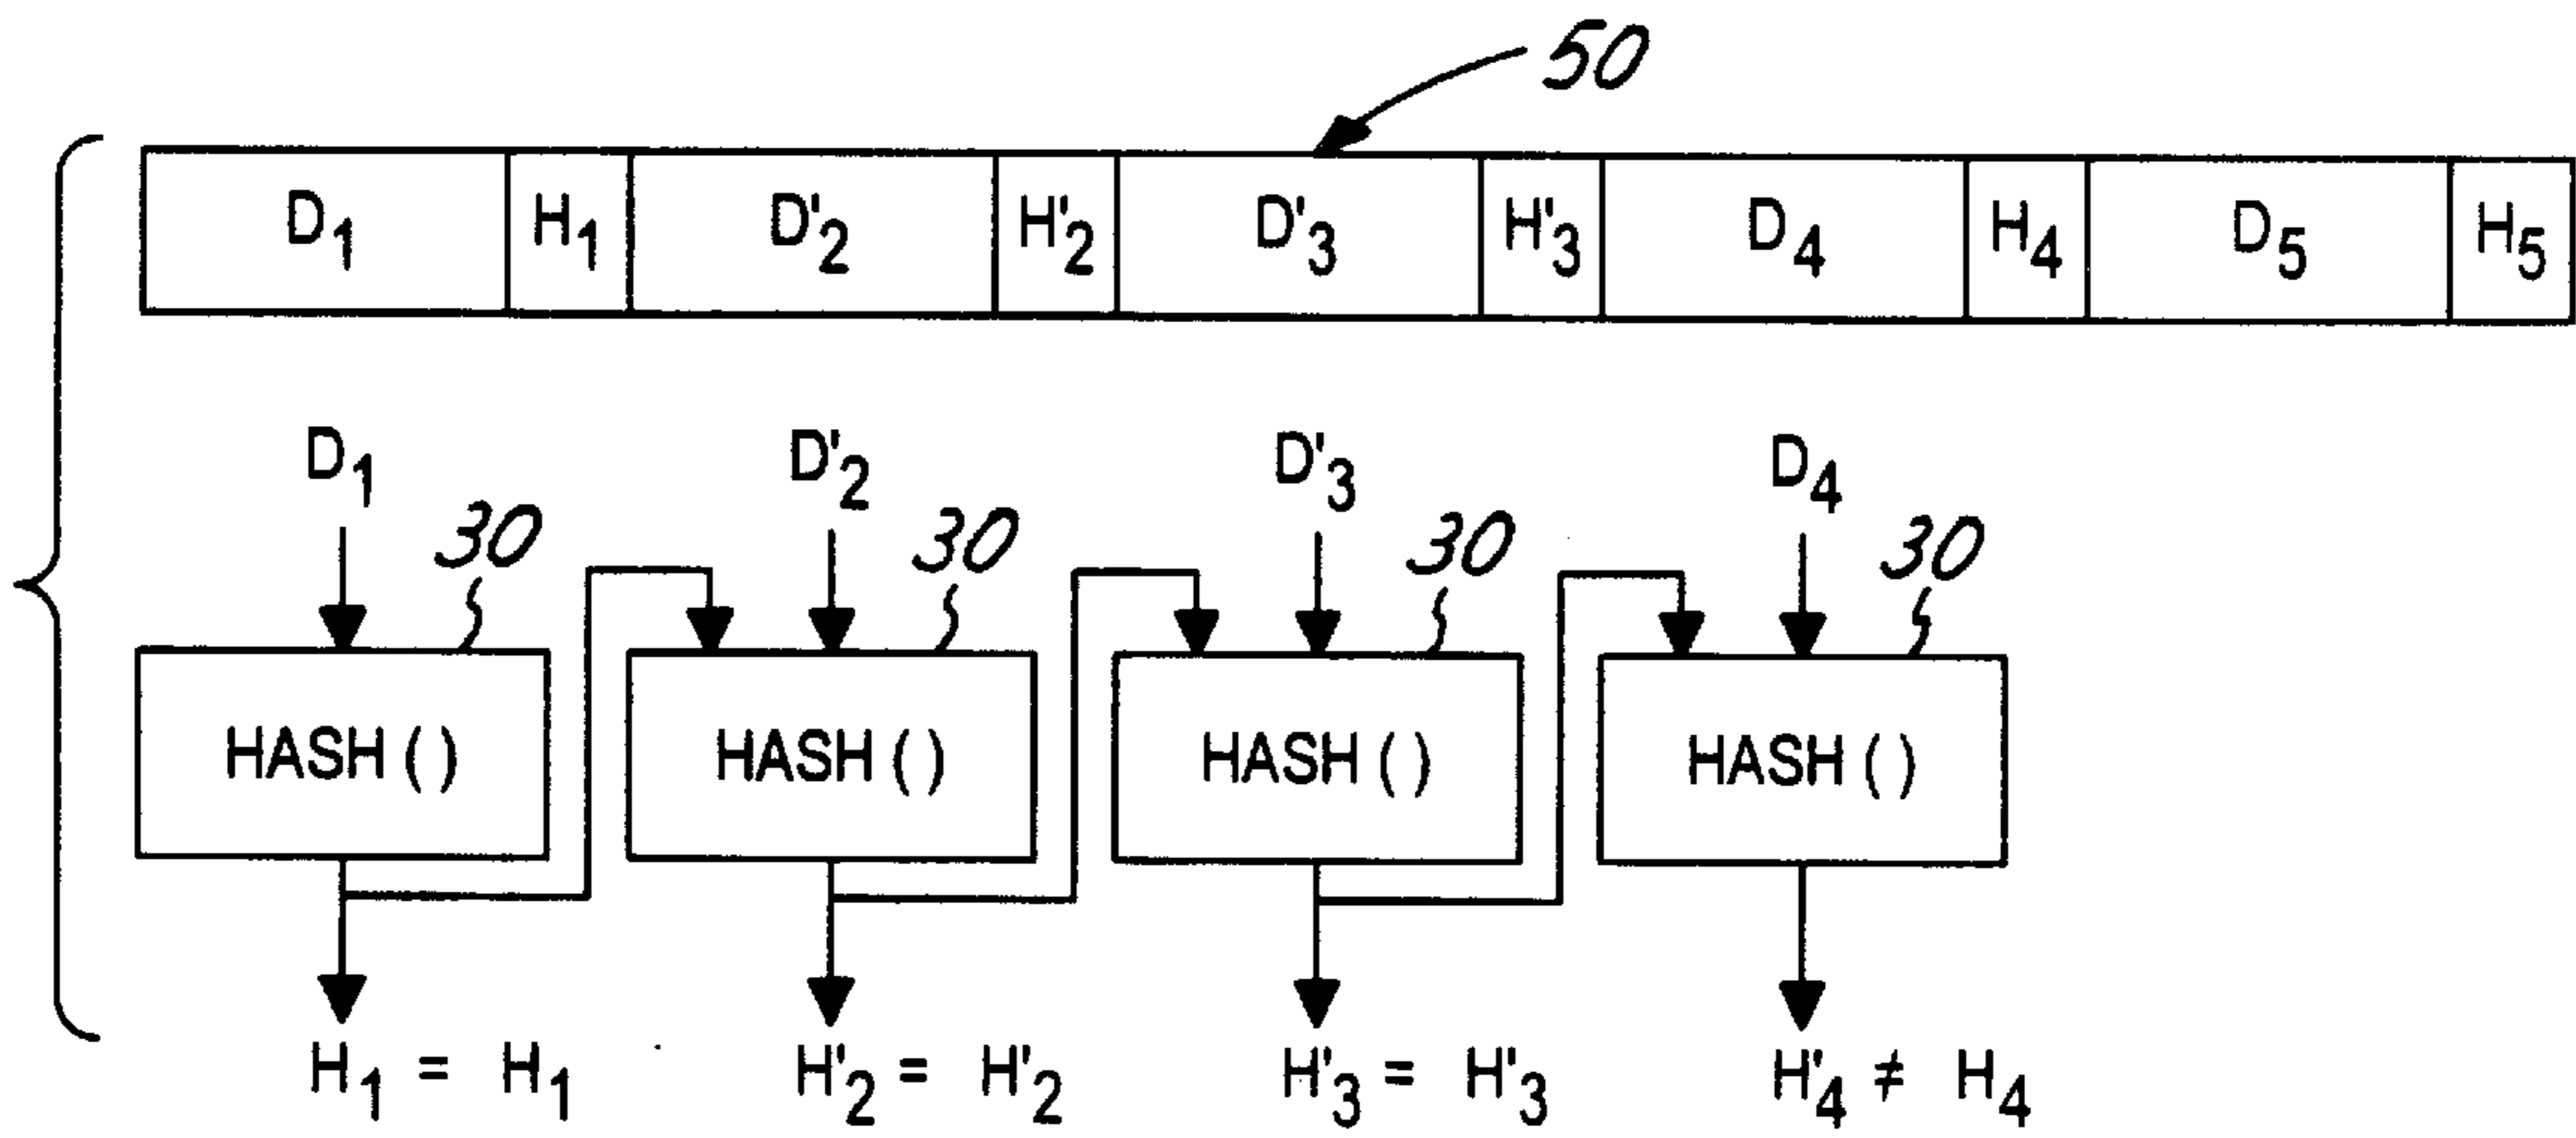 50
D1 H1 D'2 H'2 D'3 H'3 D4 H4 D5 H5
D1 D'2 D'3 D4
30 30 30 30
HASH ( ) HASH ( ) HASH ( ) HASH ( )
H1 = H1 H'2 = H'2 H'3 = H'3 H'4 ≠ H4